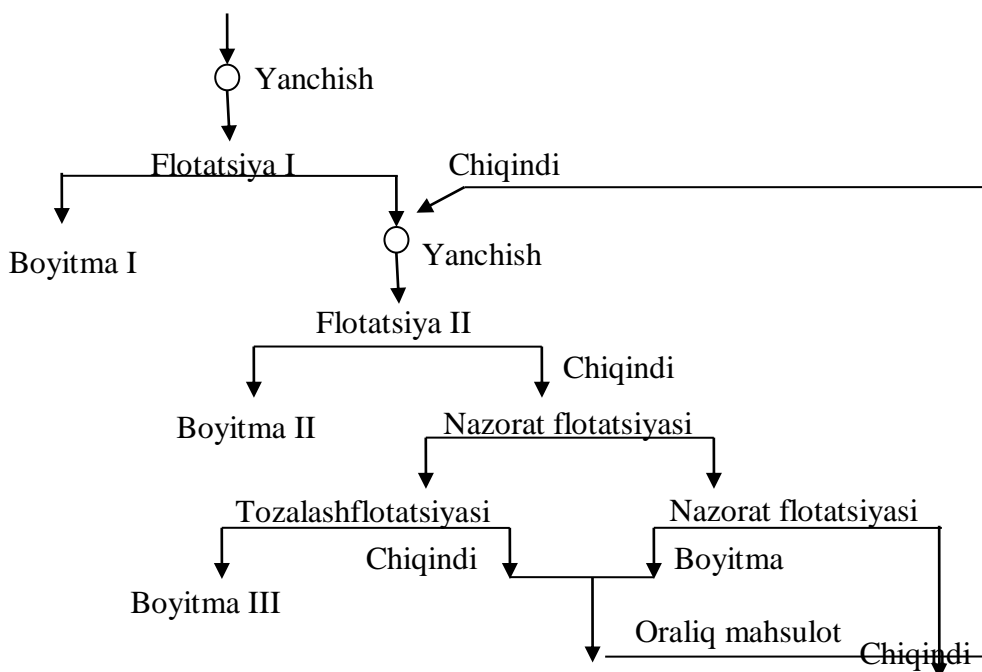 Yanchish
Flotatsiya I
Chiqindi
Boyitma I
Yanchish
Flotatsiya II
Chiqindi
Boyitma II
Nazorat flotatsiyasi
Tozalashflotatsiyasi
Nazorat flotatsiyasi
Chiqindi
Boyitma
Boyitma III
Oraliq mahsulot
Chiqindi